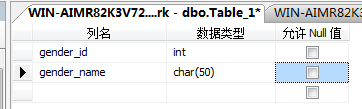 WIN-AIMR82K3V72....rk - dbo.Table_1* WIN-AIMR82K3V7
列名 数据类型 允许 Null 值
gender_id int
gender_name char(50)